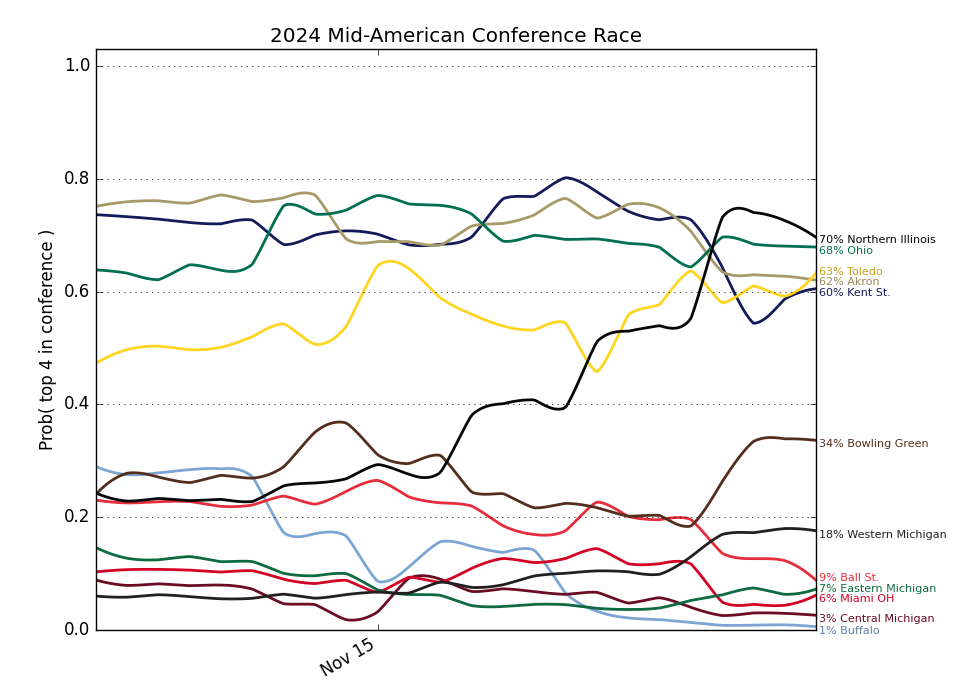 2024 Mid-American Conference Race
Prob( top 4 in conference )
1.0
0.8
0.6
0.4
0.2
0.0
Nov 15
70% Northern Illinois
68% Ohio
63% Toledo
62% Akron
60% Kent St.
34% Bowling Green
18% Western Michigan
9% Ball St.
7% Eastern Michigan
6% Miami OH
3% Central Michigan
1% Buffalo